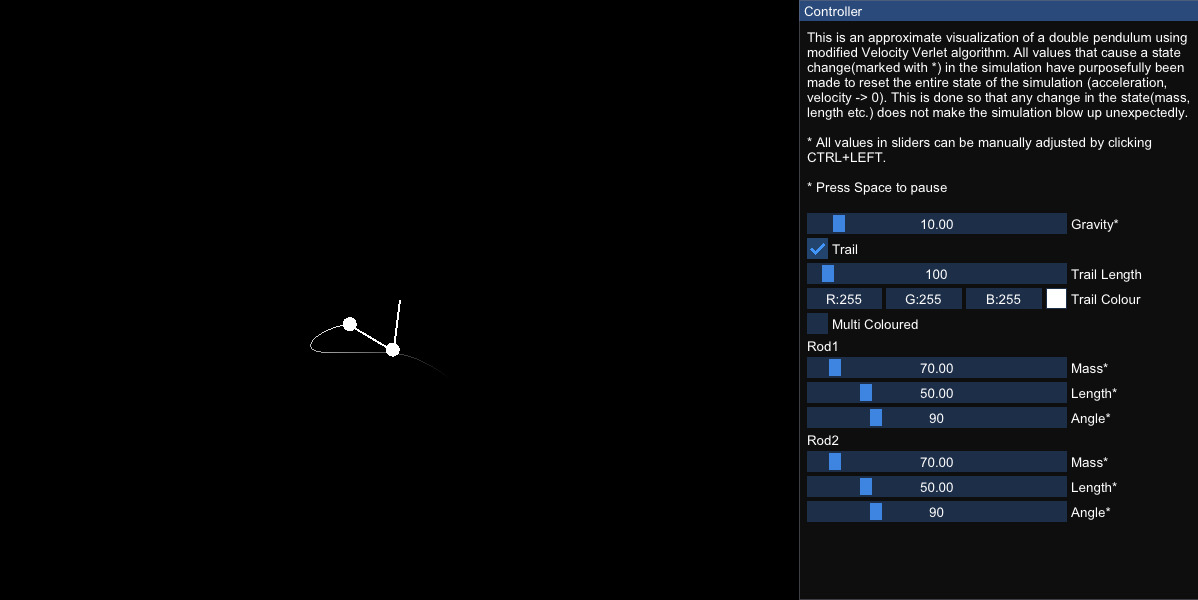 Controller
This is an approximate visualization of a double pendulum using
modified Velocity Verlet algorithm. All values that cause a state
change(marked with *) in the simulation have purposefully been
made to reset the entire state of the simulation (acceleration,
velocity -> 0). This is done so that any change in the state(mass,
length etc.) does not make the simulation blow up unexpectedly.
* All values in sliders can be manually adjusted by clicking
CTRL+LEFT.
* Press Space to pause
10.00 Gravity*
Trail
100 Trail Length
R:255 G:255 B:255 Trail Colour
Multi Coloured
Rod1
70.00 Mass*
50.00 Length*
90 Angle*
Rod2
70.00 Mass*
50.00 Length*
90 Angle*